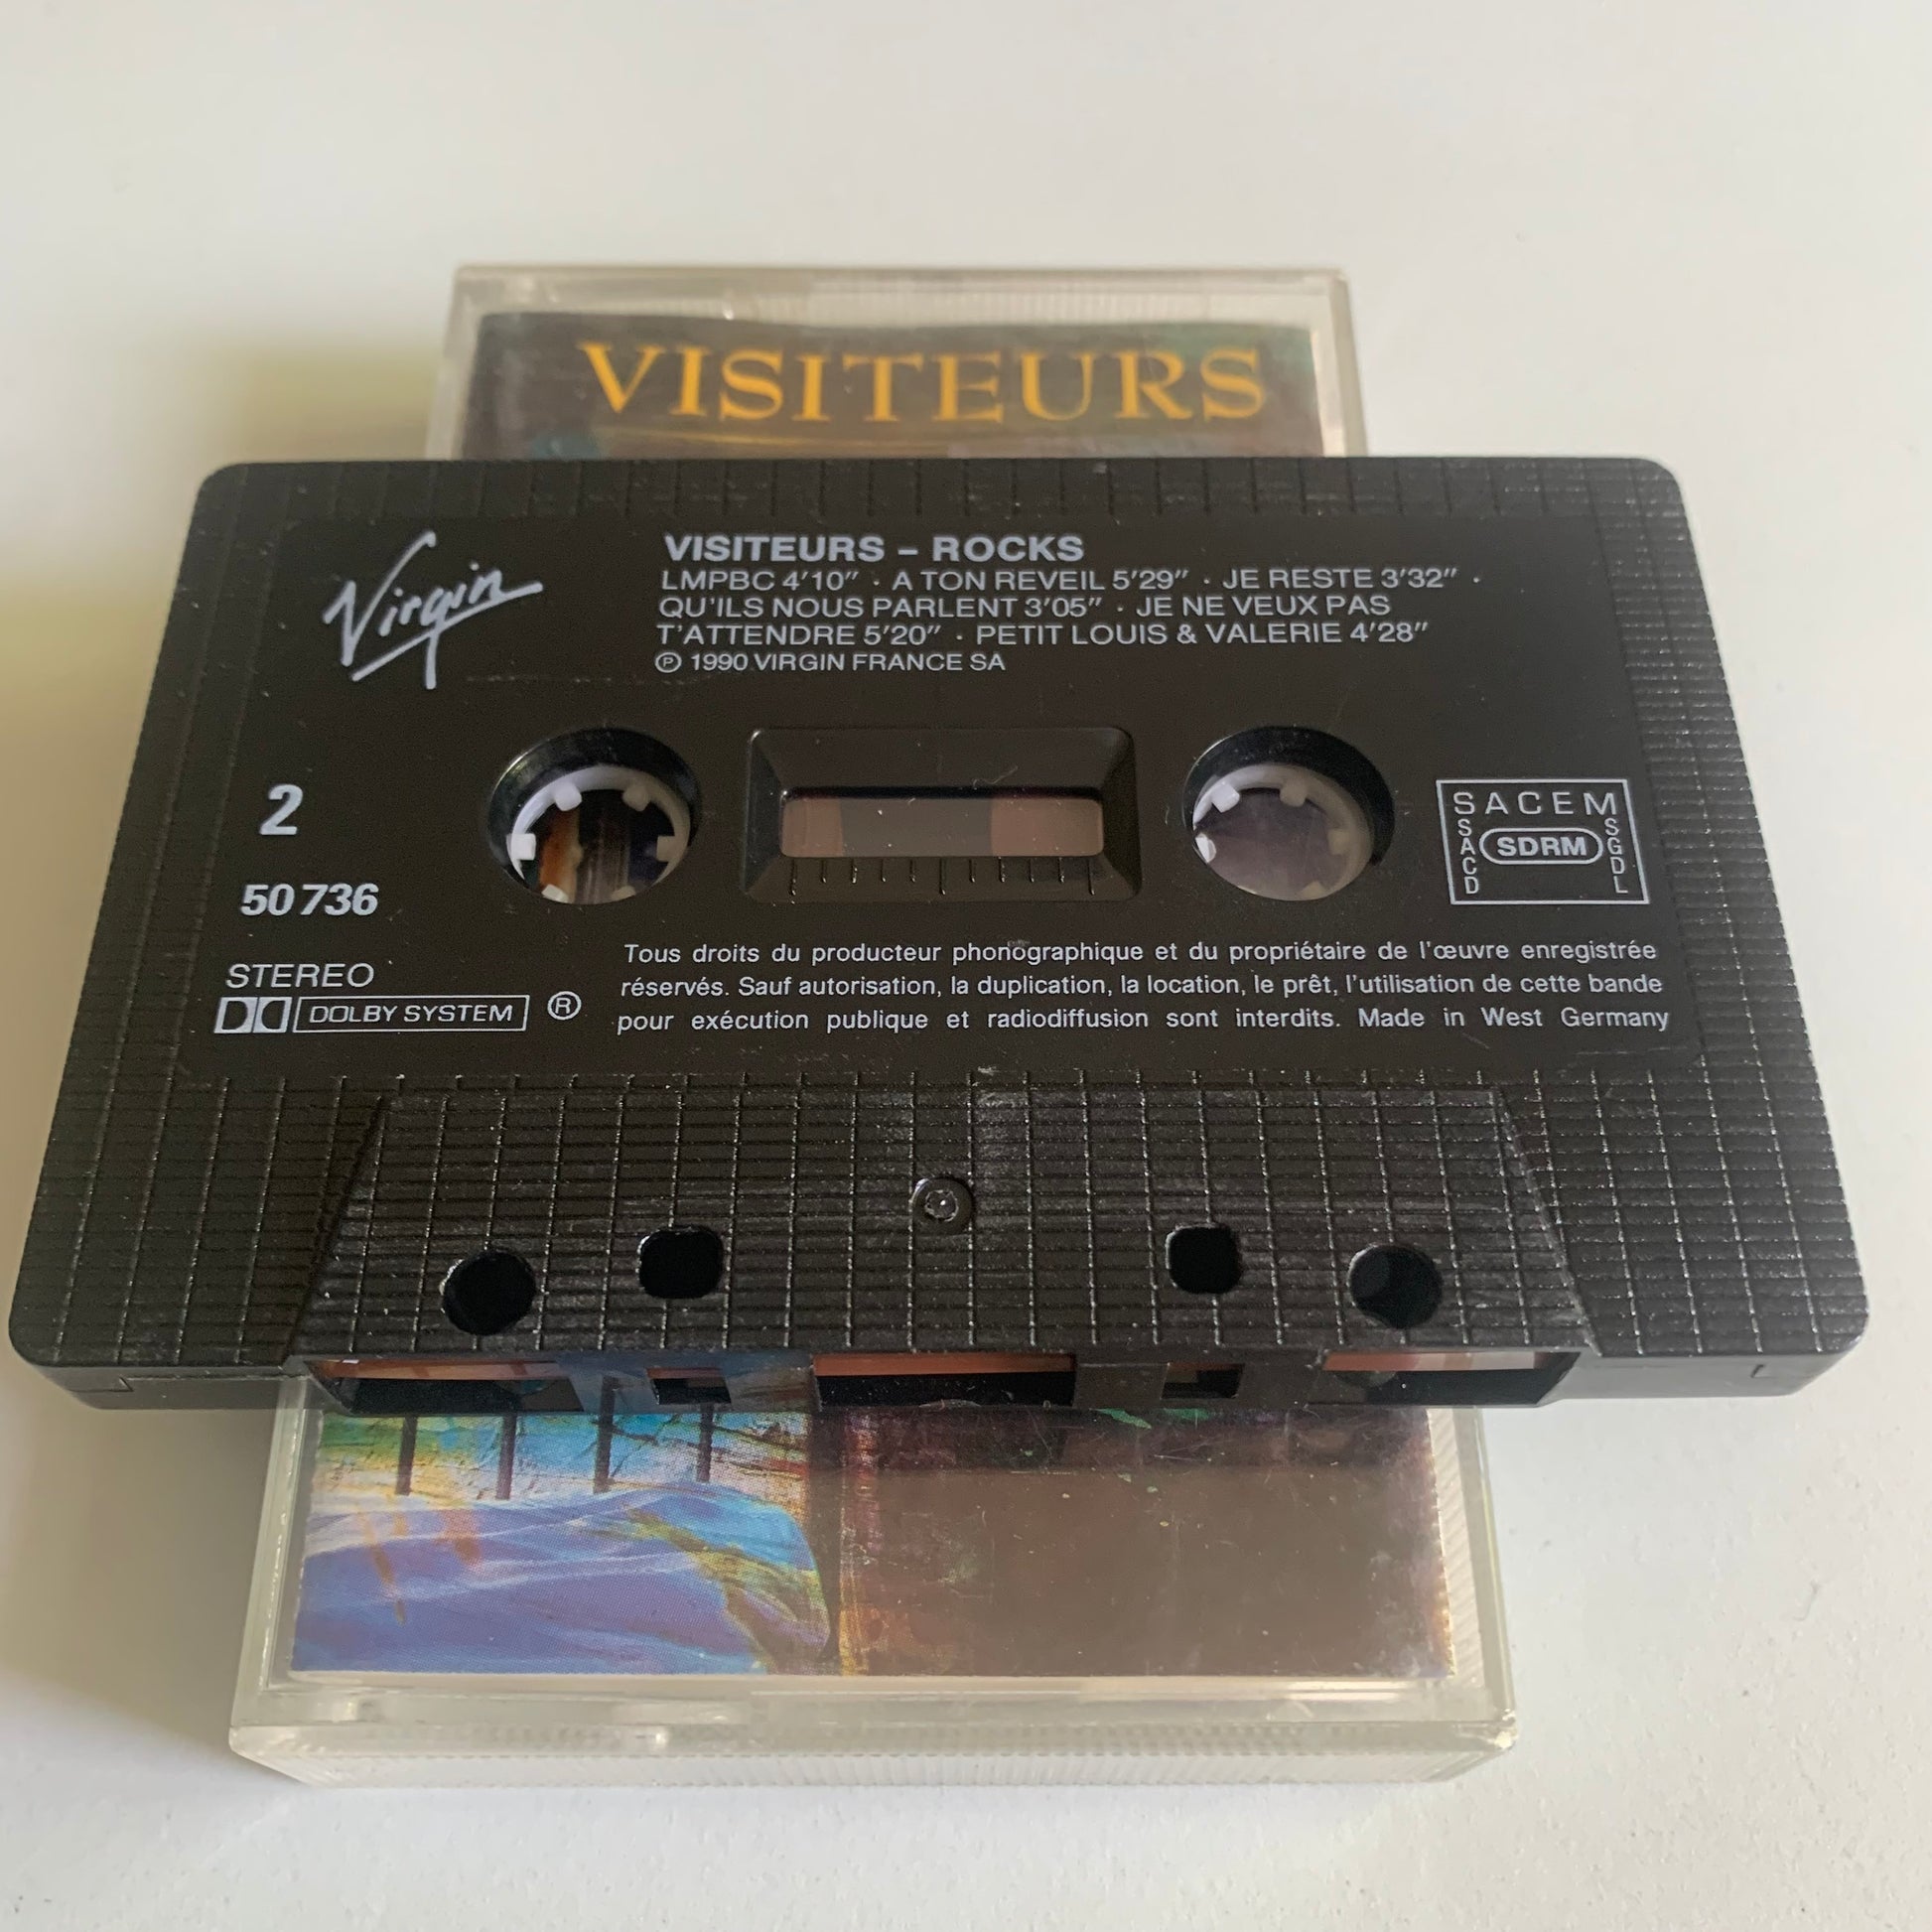 VISITEURS
Virgin
VISITEURS – ROCKS
LMPBC 4'10" · A TON REVEIL 5'29" · JE RESTE 3'32" ·
QU'ILS NOUS PARLENT 3'05" · JE NE VEUX PAS
T'ATTENDRE 5'20" · PETIT LOUIS & VALERIE 4'28"
℗ 1990 VIRGIN FRANCE SA
2
50 736
SACEM
SACD
SDRM
SGDL
STEREO
DOLBY SYSTEM ®
Tous droits du producteur phonographique et du propriétaire de l'œuvre enregistrée
réservés. Sauf autorisation, la duplication, la location, le prêt, l'utilisation de cette bande
pour exécution publique et radiodiffusion sont interdits. Made in West Germany